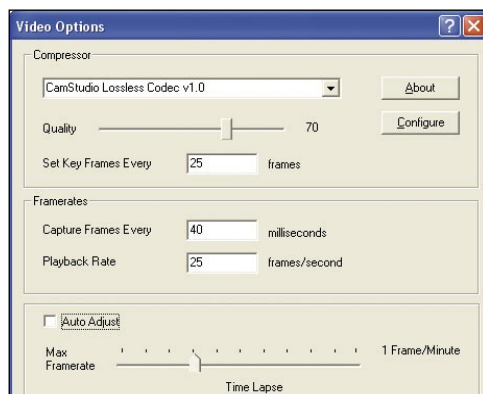 Video Options
Compressor
CamStudio Lossless Codec v1.0
About
Quality 70
Configure
Set Key Frames Every 25 frames
Framerates
Capture Frames Every 40 milliseconds
Playback Rate 25 frames/second
Auto Adjust
Max Framerate 1 Frame/Minute
Time Lapse